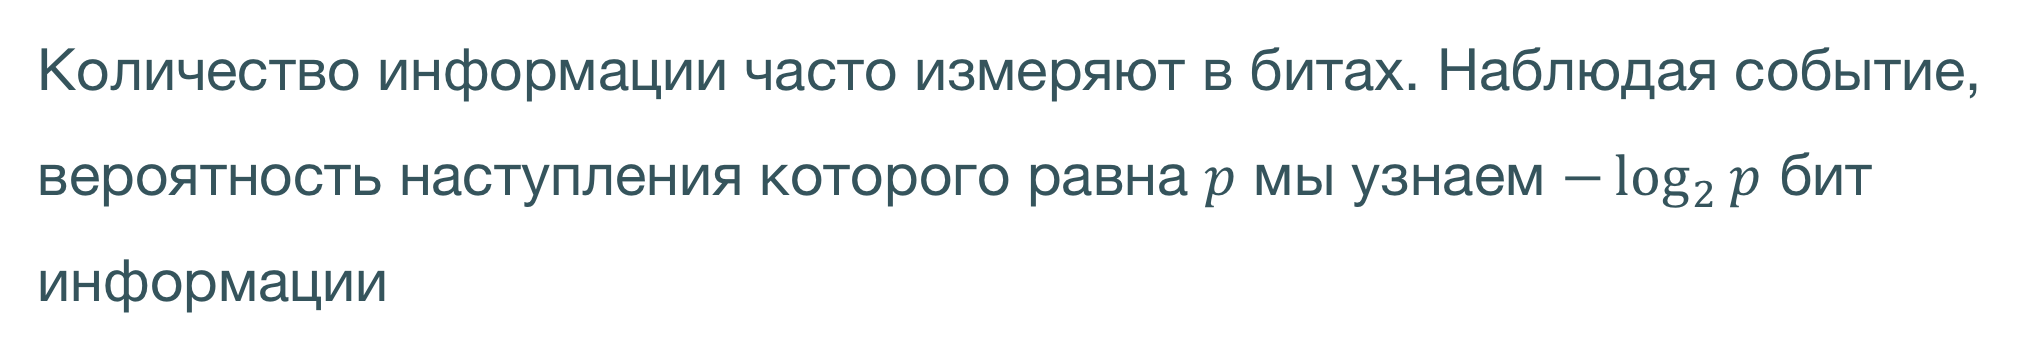 Количество информации часто измеряют в битах. Наблюдая событие,
вероятность наступления которого равна p мы узнаем − log₂ p бит
информации